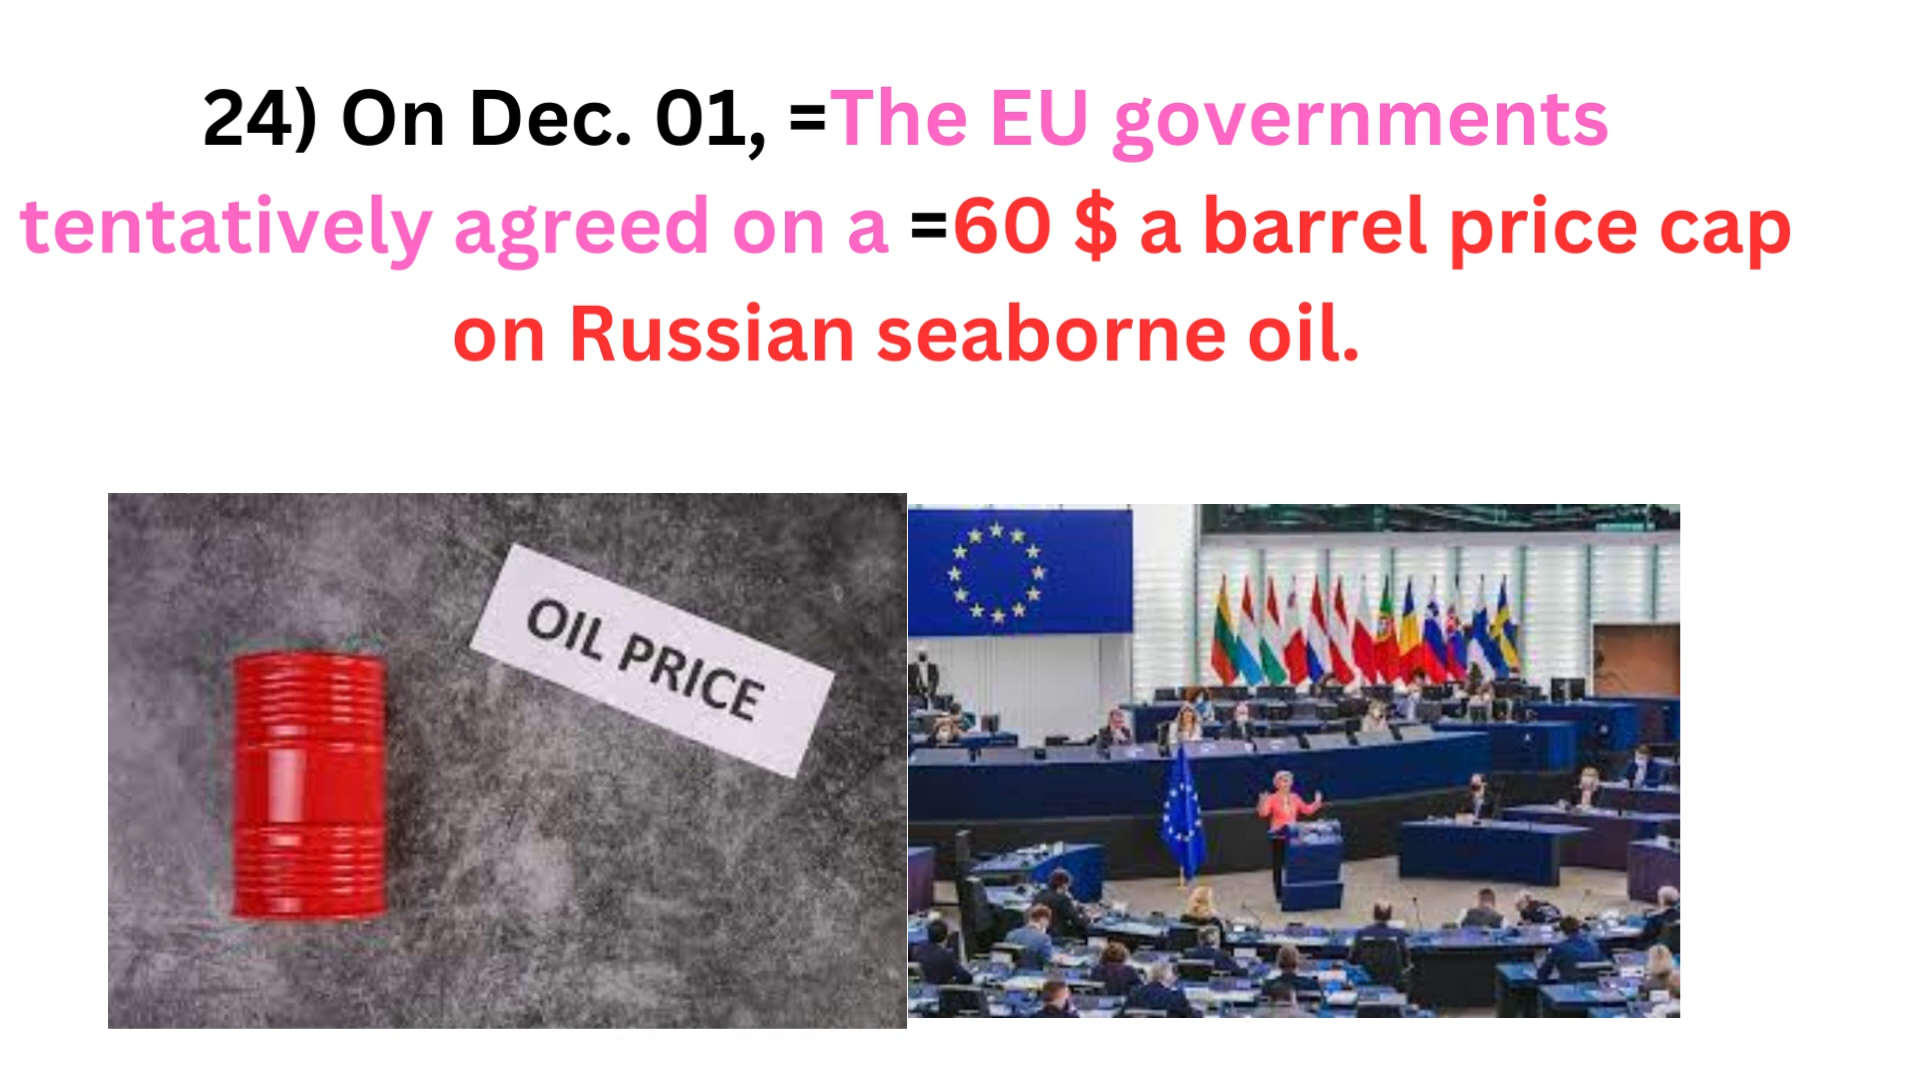 24) On Dec. 01, =The EU governments
tentatively agreed on a =60 $ a barrel price cap
on Russian seaborne oil.
OIL PRICE